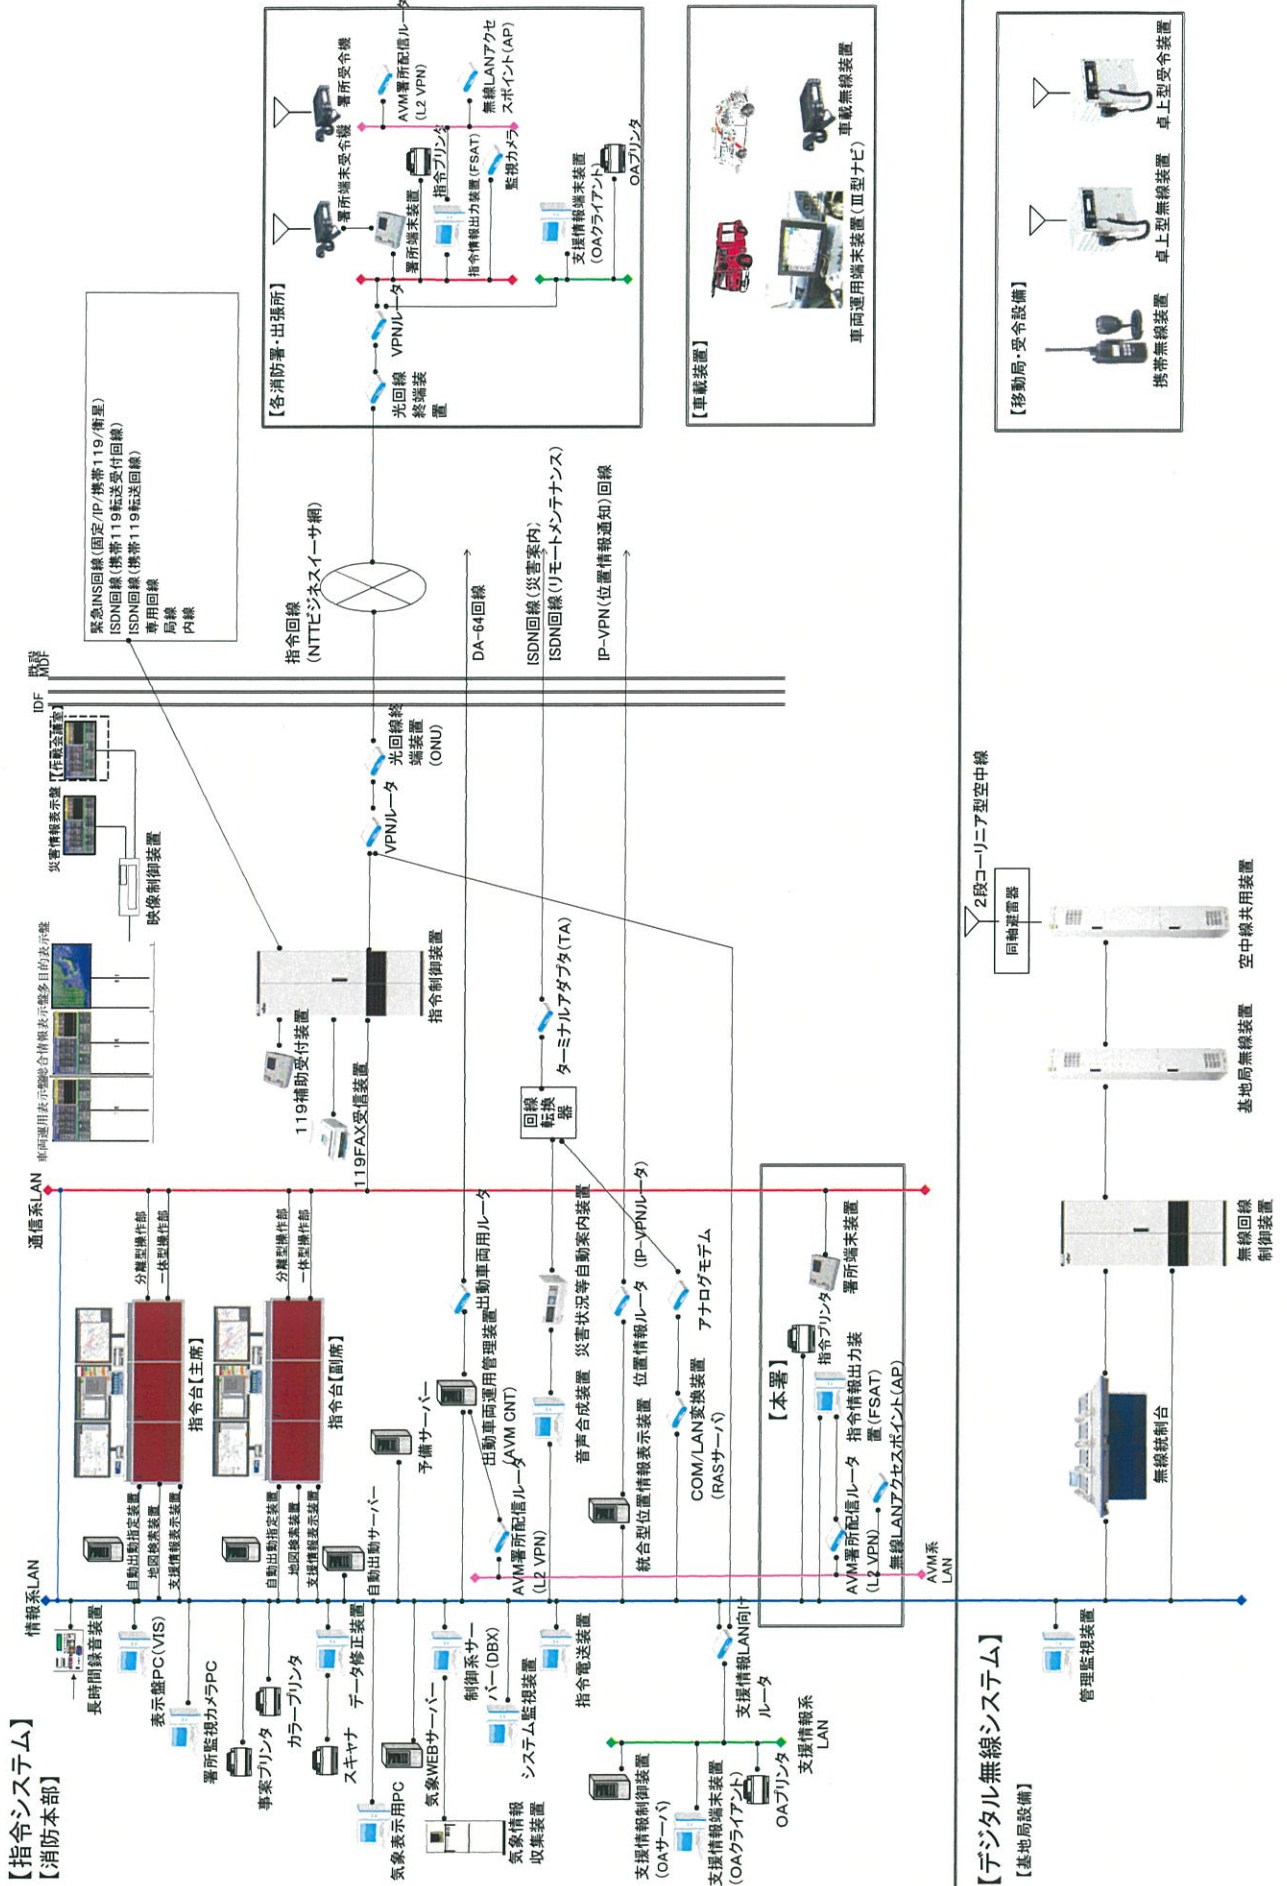 【指令システム】
【消防本部】
情報系LAN
長時間録音装置
表示盤PC(VIS)
署所監視カメラPC
事案プリンタ
カラープリンタ
スキャナ
データ修正装置
気象表示用PC
気象WEBサーバー
気象情報
収集装置
制御系サー
バー(DBX)
システム監視装置
指令電送装置
支援情報LAN向け
ルータ
支援情報制御装置
(OAサーバ)
支援情報端末装置
(OAクライアント)
OAプリンタ
支援情報系
LAN
自動出動指定装置
地図検索装置
支援情報表示装置
指令台【主席】
分離型操作部
一体型操作部
自動出動指定装置
地図検索装置
支援情報表示装置
指令台【副席】
分離型操作部
一体型操作部
通信系LAN
自動出動サーバー
予備サーバー
出動車両運用管理装置
(AVM CNT)
出動車両用ルータ
AVM署所配信ルータ
(L2 VPN)
音声合成装置
災害状況等自動案内装置
統合型位置情報表示装置
位置情報ルータ
(IP-VPNルータ)
COM/LAN変換装置
(RASサーバ)
アナログモデム
【本署】
指令プリンタ
署所端末装置
指令情報出力装
置(FSAT)
AVM署所配信ルータ
(L2 VPN)
無線LANアクセスポイント(AP)
AVM系
LAN
車両運用表示盤
総合情報表示盤
多目的表示盤
災害情報表示盤
【作戦会議室】
映像制御装置
119補助受付装置
119FAX受信装置
指令制御装置
回線
転換
器
ターミナルアダプタ(TA)
VPNルータ
光回線終
端装置
(ONU)
IDF
既設
MDF
緊急INS回線(固定/IP/携帯119/衛星)
ISDN回線(携帯119転送受付回線)
ISDN回線(携帯119転送回線)
専用回線
局線
内線
指令回線
(NTTビジネスイーサ網)
DA-64回線
ISDN回線(災害案内)
ISDN回線(リモートメンテナンス)
IP-VPN(位置情報通知)回線
【各消防署・出張所】
光回線
終端装
置
VPNルータ
署所端末受令機
署所受令機
署所端末装置
指令プリンタ
指令情報出力装置(FSAT)
監視カメラ
AVM署所配信ルータ
(L2 VPN)
無線LANアクセ
スポイント(AP)
支援情報端末装置
(OAクライアント)
OAプリンタ
【車載装置】
車両運用端末装置(Ⅲ型ナビ)
車載無線装置
【デジタル無線システム】
【基地局設備】
管理監視装置
無線統制台
無線回線
制御装置
基地局無線装置
空中線共用装置
同軸避雷器
2段コーリニア型空中線
【移動局・受令設備】
携帯無線装置
卓上型無線装置
卓上型受令装置